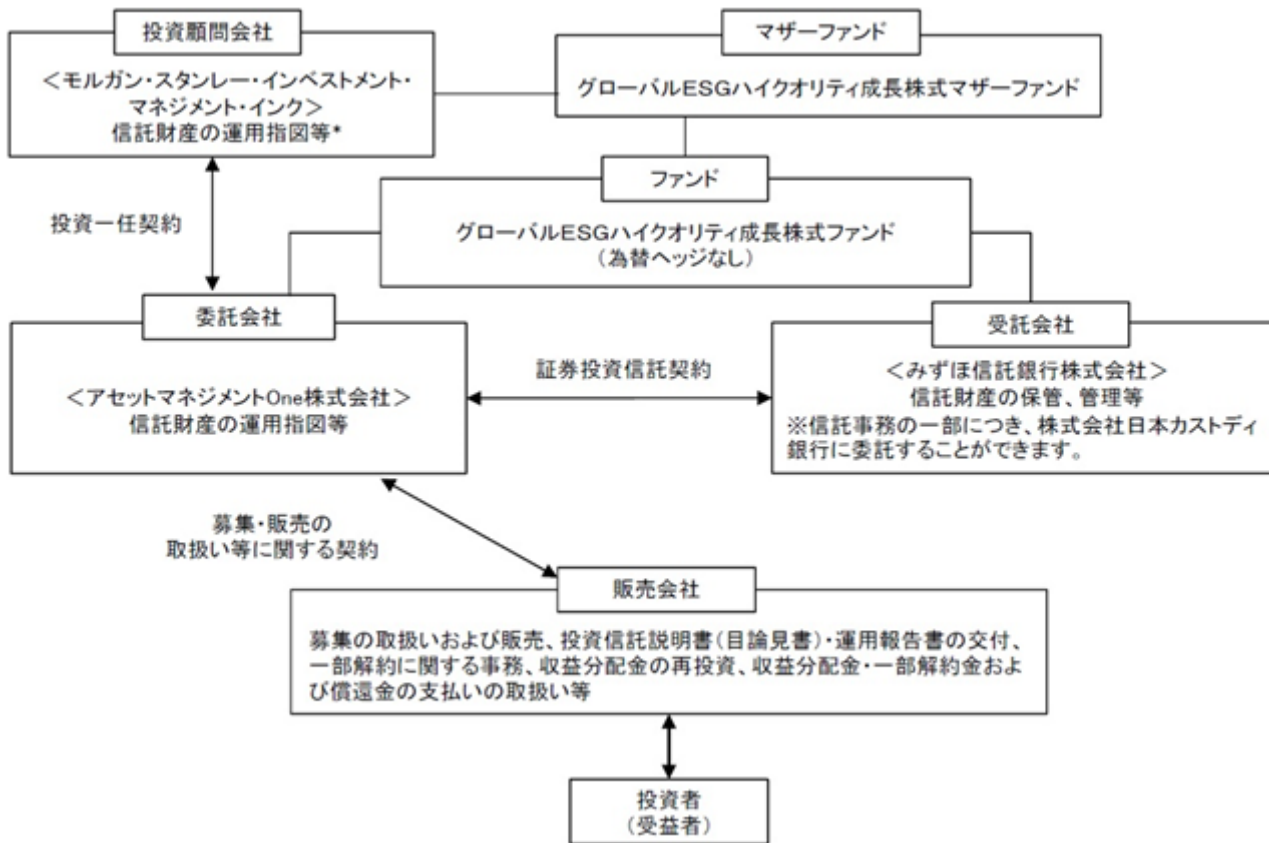 投資顧問会社
＜モルガン・スタンレー・インベストメント・
マネジメント・インク＞
信託財産の運用指図等*
マザーファンド
グローバルESGハイクオリティ成長株式マザーファンド
ファンド
グローバルESGハイクオリティ成長株式ファンド
（為替ヘッジなし）
投資一任契約
委託会社
＜アセットマネジメントOne株式会社＞
信託財産の運用指図等
証券投資信託契約
受託会社
＜みずほ信託銀行株式会社＞
信託財産の保管、管理等
※信託事務の一部につき、株式会社日本カストディ
銀行に委託することができます。
募集・販売の
取扱い等に関する契約
販売会社
募集の取扱いおよび販売、投資信託説明書（目論見書）・運用報告書の交付、
一部解約に関する事務、収益分配金の再投資、収益分配金・一部解約金およ
び償還金の支払いの取扱い等
投資者
（受益者）